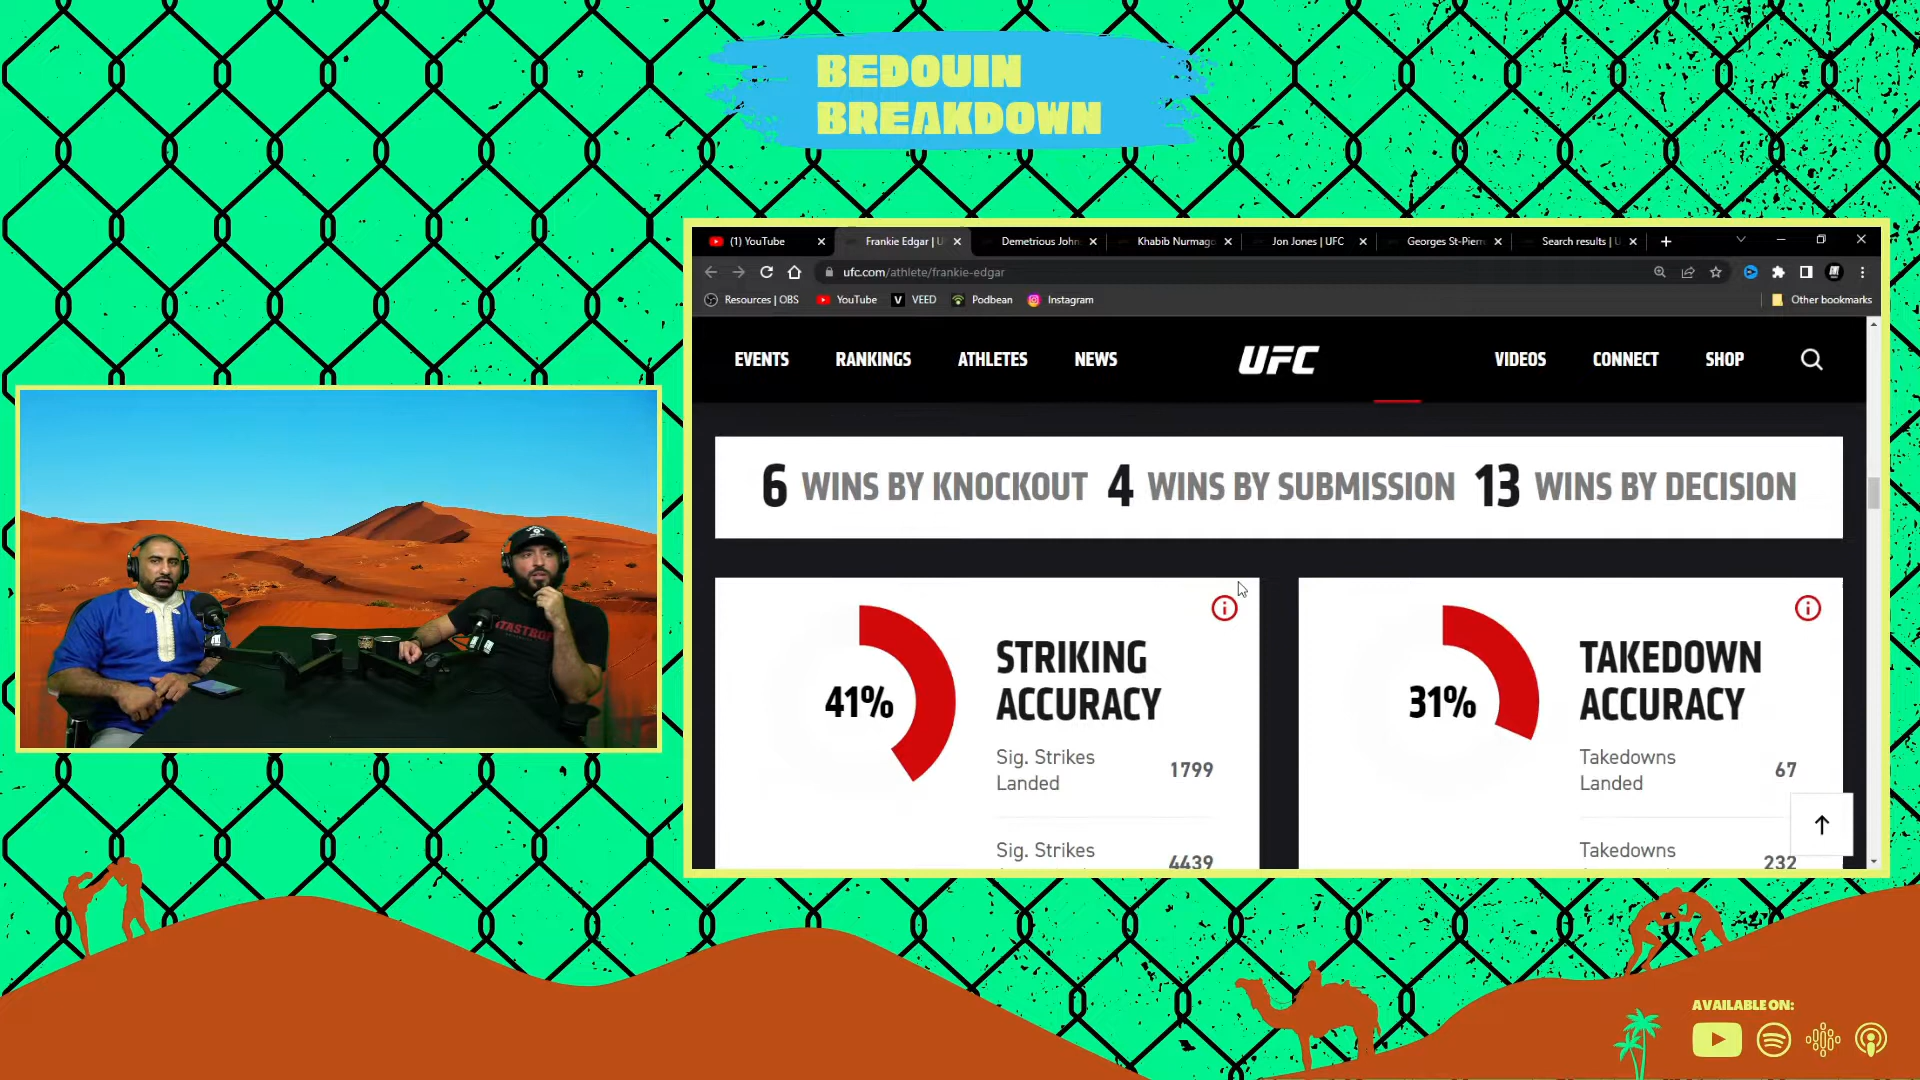 BEDOUIN
BREAKDOWN
(1) YouTube
Frankie Edgar | U
Demetrious John
Khabib Nurmago
Jon Jones | UFC
Georges St-Pierr
Search results | U
ufc.com/athlete/frankie-edgar
Resources | OBS
YouTube
VEED
Podbean
Instagram
Other bookmarks
EVENTS
RANKINGS
ATHLETES
NEWS
UFC
VIDEOS
CONNECT
SHOP
6 WINS BY KNOCKOUT 4 WINS BY SUBMISSION 13 WINS BY DECISION
41%
STRIKING
ACCURACY
Sig. Strikes
Landed
1799
Sig. Strikes
4439
31%
TAKEDOWN
ACCURACY
Takedowns
Landed
67
Takedowns
232
AVAILABLE ON: